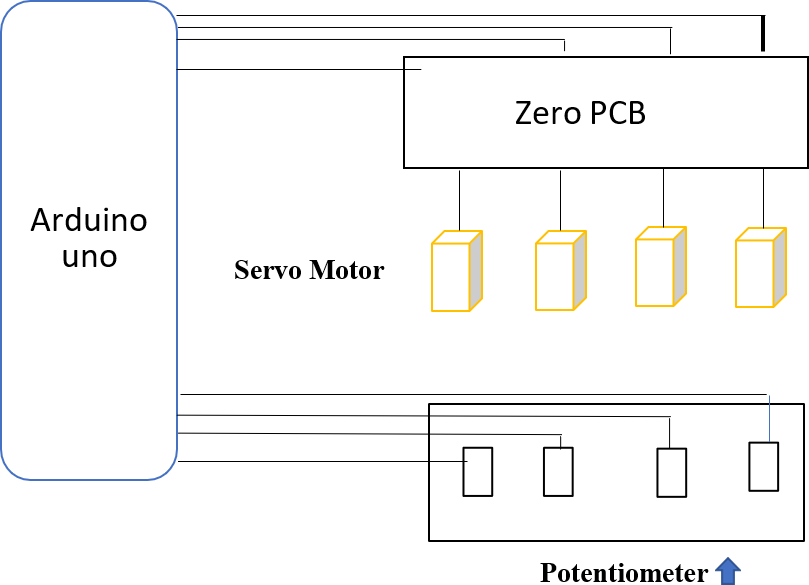 Zero PCB
Arduino
uno
Servo Motor
Potentiometer